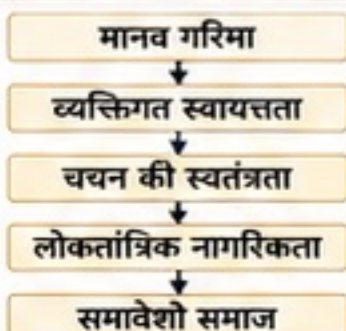 मानव गरिमा
व्यक्तिगत स्वायत्तता
चयन की स्वतंत्रता
लोकतांत्रिक नागरिकता
समावेशो समाज